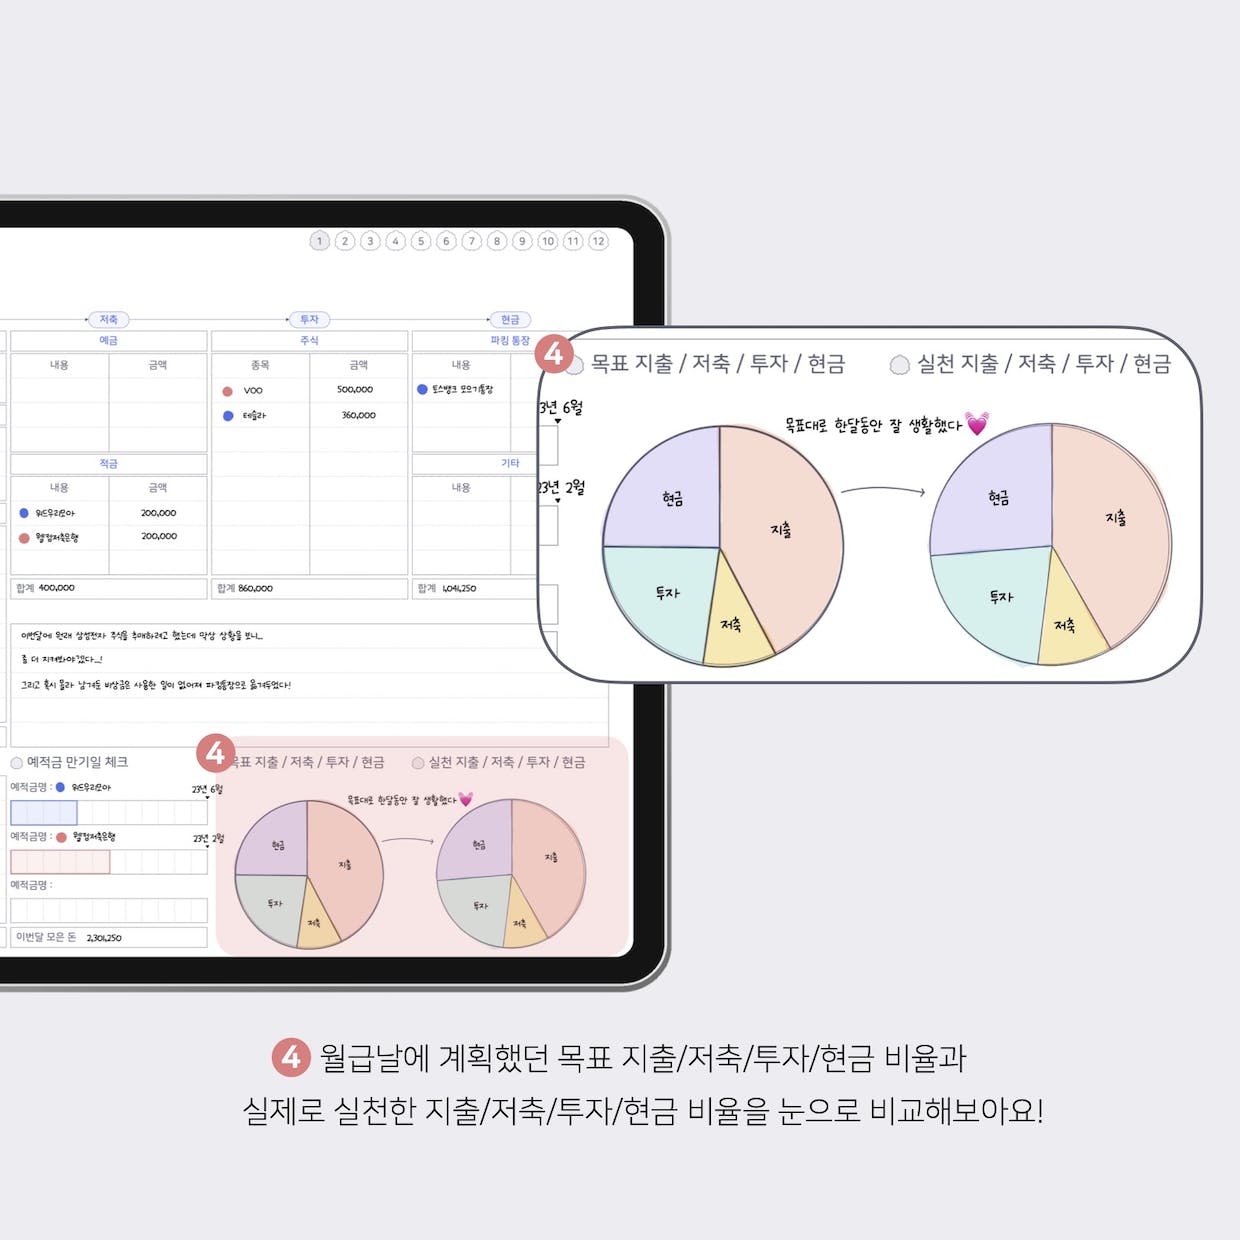 1 2 3 4 5 6 7 8 9 10 11 12
저축 투자 현금
예금 주식 파킹 통장
내용 금액 종목 금액 내용
VOO 500,000 토스뱅크 모으기통장
테슬라 360,000
적금 기타
내용 금액 내용
워드우리모아 200,000
웰컴저축은행 200,000
합계 400,000 합계 860,000 합계 1,041,250
이번달에 원래 삼성전자 주식을 추매하려고 했는데 막상 상황을 보니...
좀 더 지켜봐야겠다...!
그리고 혹시 몰라 남겨둔 비상금은 사용한 일이 없어서 파킹통장으로 옮겨두었다!
4
목표 지출 / 저축 / 투자 / 현금 실천 지출 / 저축 / 투자 / 현금
3년 6월
23년 2월
목표대로 한달동안 잘 생활했다
현금 지출 투자 저축
현금 지출 투자 저축
예적금 만기일 체크
예적금명 : 워드우리모아 23년 6월
예적금명 : 웰컴저축은행 23년 2월
예적금명 :
이번달 모은 돈 2,301,250
4
목표 지출 / 저축 / 투자 / 현금 실천 지출 / 저축 / 투자 / 현금
목표대로 한달동안 잘 생활했다
현금 지출 투자 저축
현금 지출 투자 저축
4 월급날에 계획했던 목표 지출/저축/투자/현금 비율과
실제로 실천한 지출/저축/투자/현금 비율을 눈으로 비교해보아요!